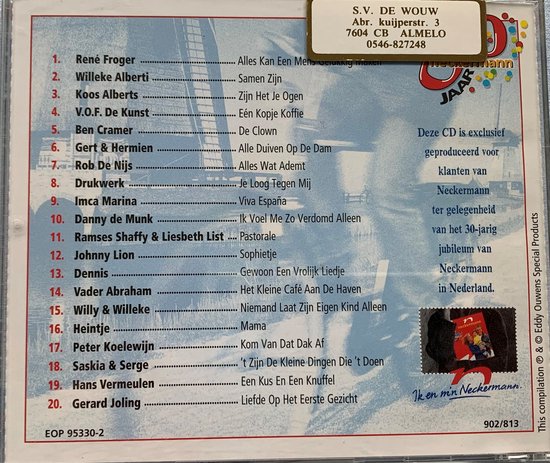 S.V. DE WOUW
Abr. kuijperstr. 3
7604 CB ALMELO
0546-827248
Neckermann
JAAR
1. René Froger Alles Kan Een Mens Gelukkig Maken
2. Willeke Alberti Samen Zijn
3. Koos Alberts Zijn Het Je Ogen
4. V.O.F. De Kunst Eén Kopje Koffie
5. Ben Cramer De Clown
6. Gert & Hermien Alle Duiven Op De Dam
7. Rob De Nijs Alles Wat Ademt
8. Drukwerk Je Loog Tegen Mij
9. Imca Marina Viva España
10. Danny de Munk Ik Voel Me Zo Verdomd Alleen
11. Ramses Shaffy & Liesbeth List Pastorale
12. Johnny Lion Sophietje
13. Dennis Gewoon Een Vrolijk Liedje
14. Vader Abraham Het Kleine Café Aan De Haven
15. Willy & Willeke Niemand Laat Zijn Eigen Kind Alleen
16. Heintje Mama
17. Peter Koelewijn Kom Van Dat Dak Af
18. Saskia & Serge 't Zijn De Kleine Dingen Die 't Doen
19. Hans Vermeulen Een Kus En Een Knuffel
20. Gerard Joling Liefde Op Het Eerste Gezicht
Deze CD is exclusief
geproduceerd voor
klanten van
Neckermann
ter gelegenheid
van het 30-jarig
jubileum van
Neckermann
in Nederland.
Ik en m'n Neckermann.
EOP 95330-2
902/813
This compilation ℗ & © Eddy Ouwens Special Products